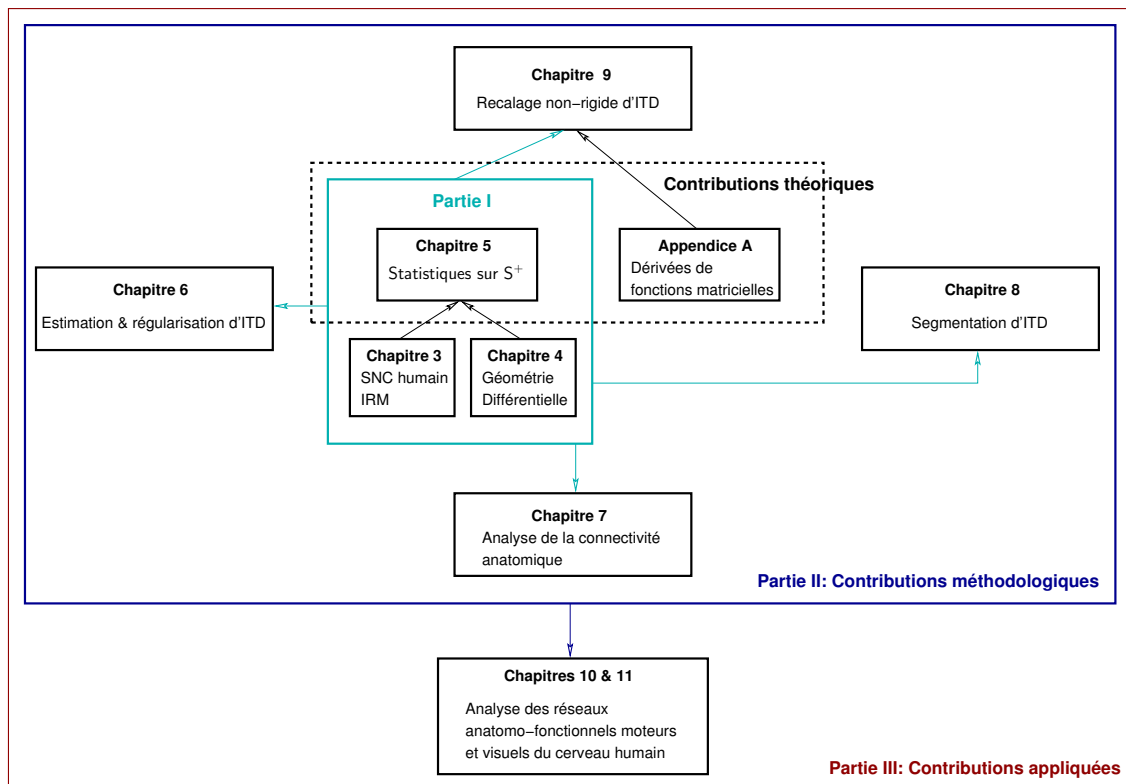 Chapitre 9
Recalage non−rigide d'ITD
Contributions théoriques
Partie I
Chapitre 5
Statistiques sur S⁺
Appendice A
Dérivées de
fonctions matricielles
Chapitre 6
Estimation & régularisation d'ITD
Chapitre 8
Segmentation d'ITD
Chapitre 3
SNC humain
IRM
Chapitre 4
Géométrie
Différentielle
Chapitre 7
Analyse de la connectivité
anatomique
Partie II: Contributions méthodologiques
Chapitres 10 & 11
Analyse des réseaux
anatomo−fonctionnels moteurs
et visuels du cerveau humain
Partie III: Contributions appliquées